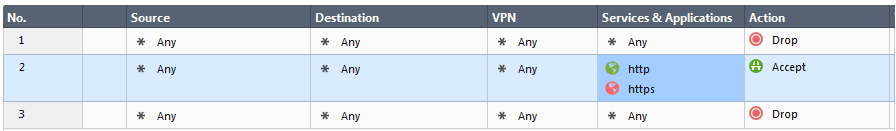 No. Source Destination VPN Services & Applications Action
1 * Any * Any * Any * Any Drop
2 * Any * Any * Any http Accept
https
3 * Any * Any * Any * Any Drop